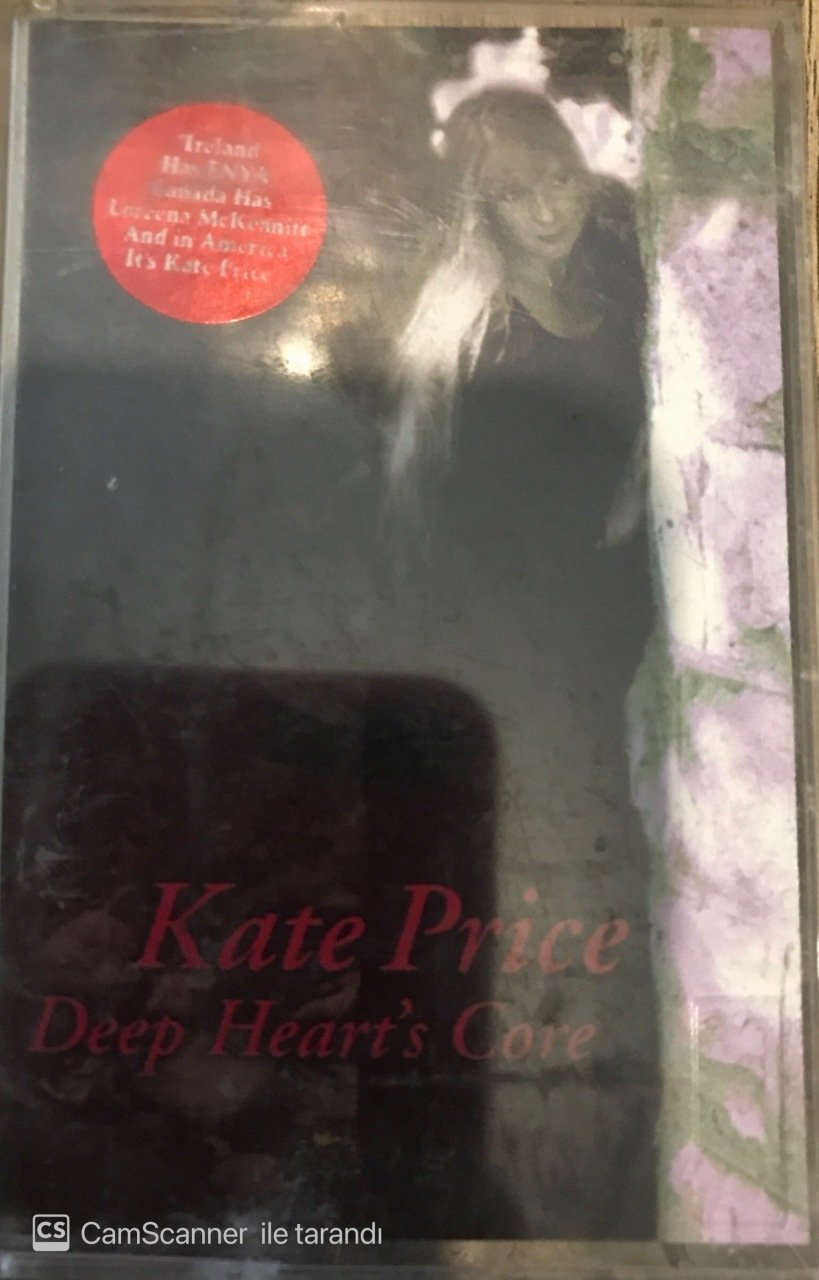 "Ireland
Has ENYA
Canada Has
Loreena McKennitt
And in America
It's Kate Price
Kate Price
Deep Heart's Core
CS CamScanner ile tarandı